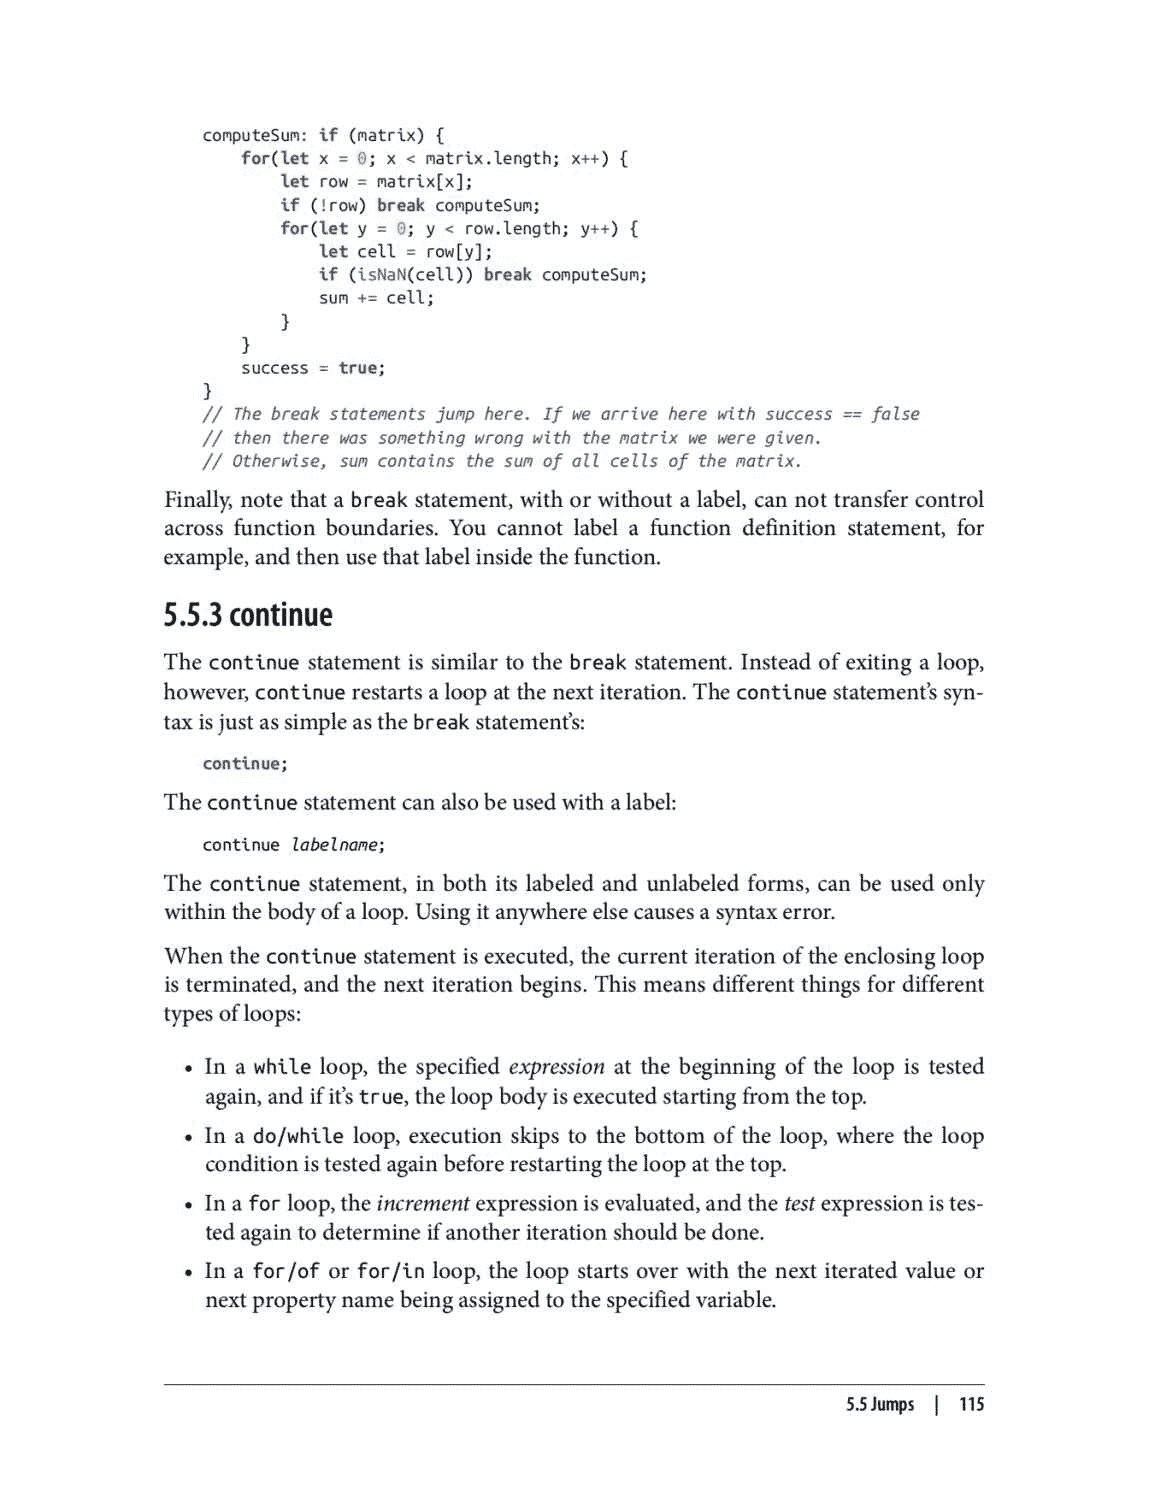 computeSum: if (matrix) {
    for(let x = 0; x < matrix.length; x++) {
        let row = matrix[x];
        if (!row) break computeSum;
        for(let y = 0; y < row.length; y++) {
            let cell = row[y];
            if (isNaN(cell)) break computeSum;
            sum += cell;
        }
    }
    success = true;
}
// The break statements jump here. If we arrive here with success == false
// then there was something wrong with the matrix we were given.
// Otherwise, sum contains the sum of all cells of the matrix.
Finally, note that a break statement, with or without a label, can not transfer control
across function boundaries. You cannot label a function definition statement, for
example, and then use that label inside the function.
5.5.3 continue
The continue statement is similar to the break statement. Instead of exiting a loop,
however, continue restarts a loop at the next iteration. The continue statement’s syn-
tax is just as simple as the break statement’s:
continue;
The continue statement can also be used with a label:
continue labelname;
The continue statement, in both its labeled and unlabeled forms, can be used only
within the body of a loop. Using it anywhere else causes a syntax error.
When the continue statement is executed, the current iteration of the enclosing loop
is terminated, and the next iteration begins. This means different things for different
types of loops:
• In a while loop, the specified expression at the beginning of the loop is tested
again, and if it’s true, the loop body is executed starting from the top.
• In a do/while loop, execution skips to the bottom of the loop, where the loop
condition is tested again before restarting the loop at the top.
• In a for loop, the increment expression is evaluated, and the test expression is tes-
ted again to determine if another iteration should be done.
• In a for/of or for/in loop, the loop starts over with the next iterated value or
next property name being assigned to the specified variable.
5.5 Jumps | 115